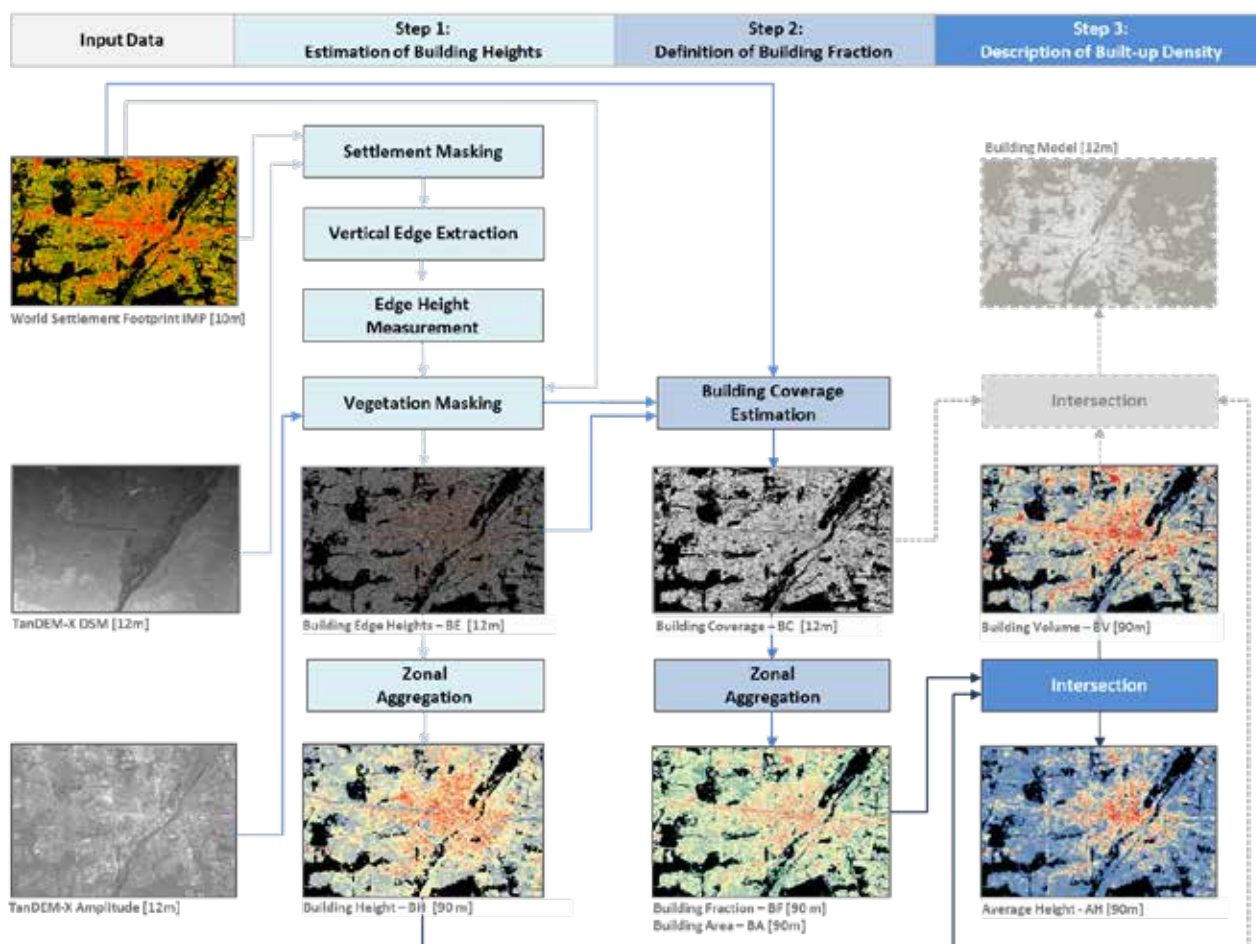 Input Data
Step 1:
Estimation of Building Heights
Step 2:
Definition of Building Fraction
Step 3:
Description of Built-up Density
World Settlement Footprint IMP [10m]
TanDEM-X DSM [12m]
TanDEM-X Amplitude [12m]
Settlement Masking
Vertical Edge Extraction
Edge Height
Measurement
Vegetation Masking
Building Edge Heights – BE [12m]
Zonal
Aggregation
Building Height – BH [90 m]
Building Coverage
Estimation
Building Coverage – BC [12m]
Zonal
Aggregation
Building Fraction – BF [90 m]
Building Area – BA [90m]
Building Model [12m]
Intersection
Building Volume – BV [90m]
Intersection
Average Height - AH [90m]